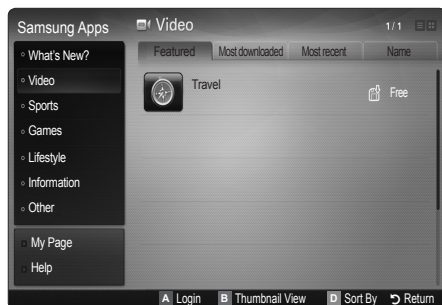 Samsung Apps
Video
1/1
What's New?
Video
Sports
Games
Lifestyle
Information
Other
My Page
Help
Featured
Most downloaded
Most recent
Name
Travel
Free
A Login
B Thumbnail View
D Sort By
Return